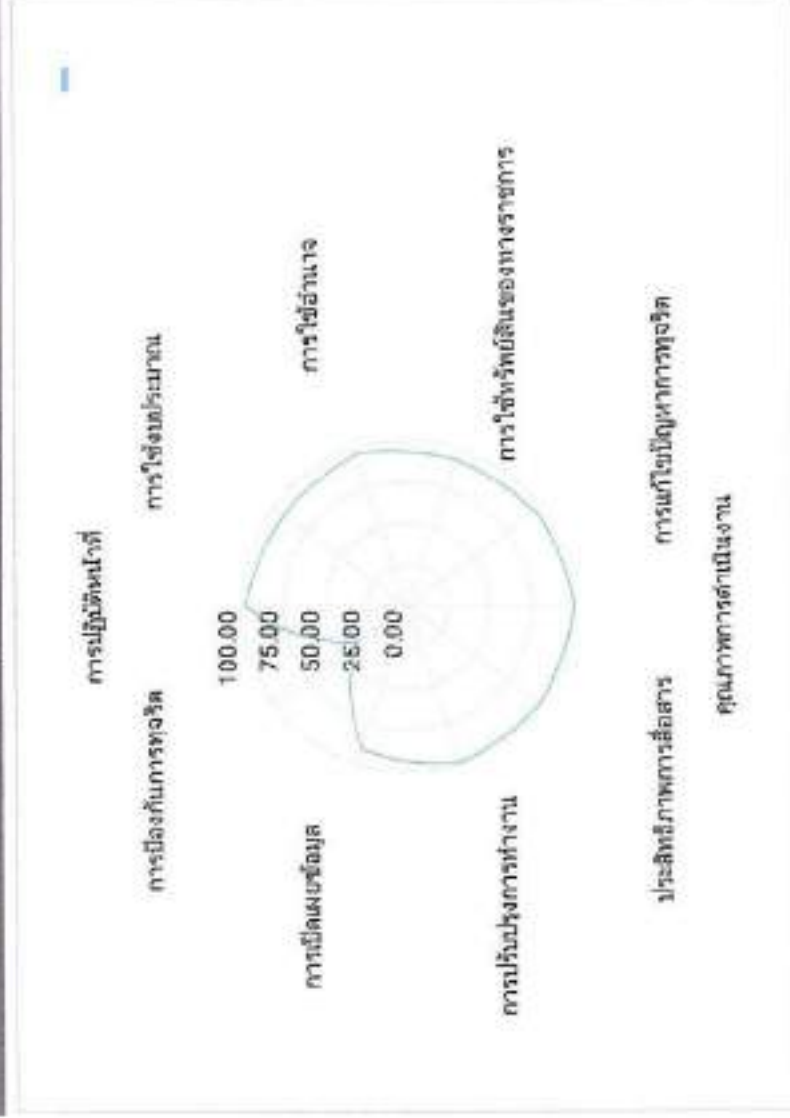 การปฏิบัติหน้าที่
การป้องกันการทุจริต
การใช้งบประมาณ
การเปิดเผยข้อมูล
การใช้อำนาจ
100.00
75.00
50.00
25.00
0.00
การปรับปรุงการทำงาน
การใช้ทรัพย์สินของทางราชการ
ประสิทธิภาพการสื่อสาร
การแก้ไขปัญหาการทุจริต
คุณภาพการดำเนินงาน